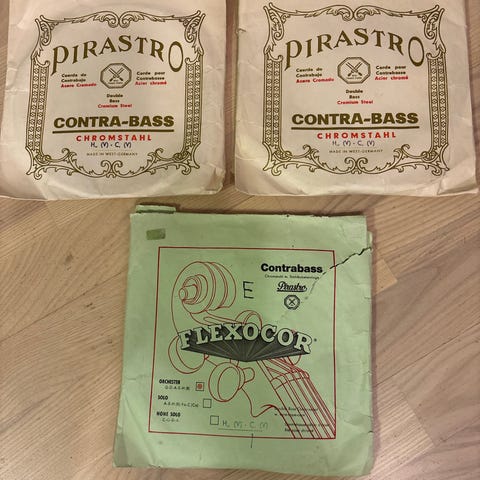 PIRASTRO
Cuerda de
Contrabajo
Acero Cromado
Corde pour
Contrebasse
Acier chromé
Double
Bass
Cromium Steel
CONTRA-BASS
CHROMSTAHL
H, (V) - C, (V)
MADE IN WEST-GERMANY
PIRASTRO
Cuerda de
Contrabajo
Acero Cromado
Corde pour
Contrebasse
Acier chromé
Double
Bass
Cromium Steel
CONTRA-BASS
CHROMSTAHL
H, (V) - C, (V)
MADE IN WEST-GERMANY
Contrabass
Pirastro
E
FLEXOCOR®
ORCHESTER
SOLO
HOHE SOLO
H, (V) - C, (V)